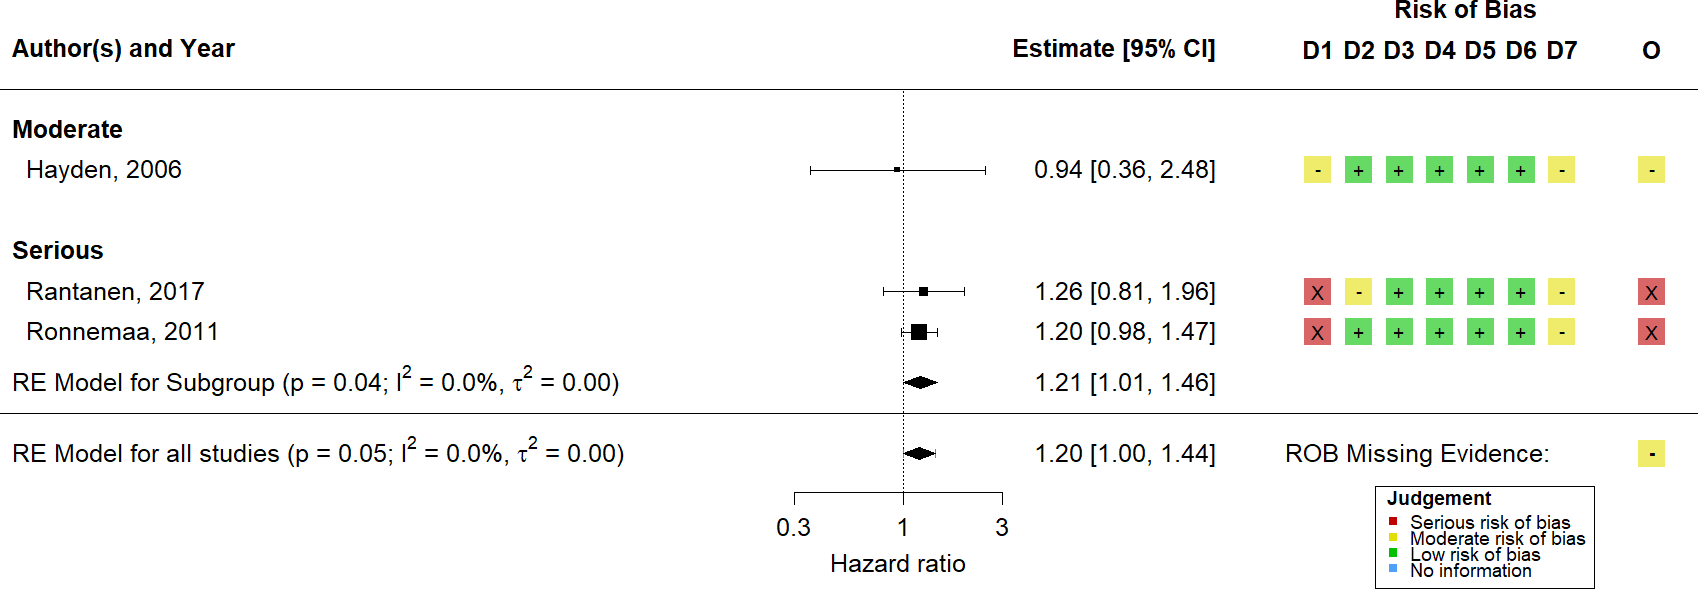 Risk of Bias
Author(s) and Year Estimate [95% CI] D1 D2 D3 D4 D5 D6 D7 O
Moderate
Hayden, 2006 0.94 [0.36, 2.48] - + + + + + - -
Serious
Rantanen, 2017 1.26 [0.81, 1.96] X - + + + + - X
Ronnemaa, 2011 1.20 [0.98, 1.47] X + + + + + - X
RE Model for Subgroup (p = 0.04; I² = 0.0%, τ² = 0.00) 1.21 [1.01, 1.46]
RE Model for all studies (p = 0.05; I² = 0.0%, τ² = 0.00) 1.20 [1.00, 1.44] ROB Missing Evidence: -
0.3 1 3
Hazard ratio
Judgement
Serious risk of bias
Moderate risk of bias
Low risk of bias
No information